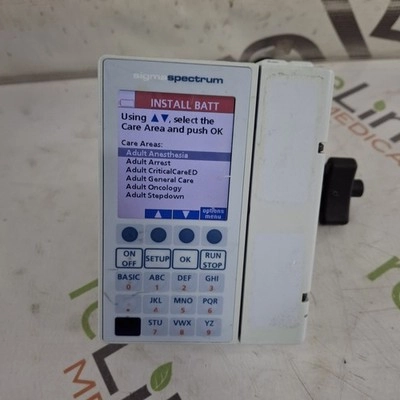 sigmaspectrum
INSTALL BATT
Using ▲▼, select the
Care Area and push OK
Care Areas:
Adult Anesthesia
Adult Arrest
Adult CriticalCareED
Adult General Care
Adult Oncology
Adult Stepdown
▲ ▼ options
menu
ON
OFF
SETUP
OK
RUN
STOP
BASIC ABC DEF GHI
0 1 2 3
JKL MNO PQR
. 4 5 6
STU VWX YZ
7 8 9
MEDICAL